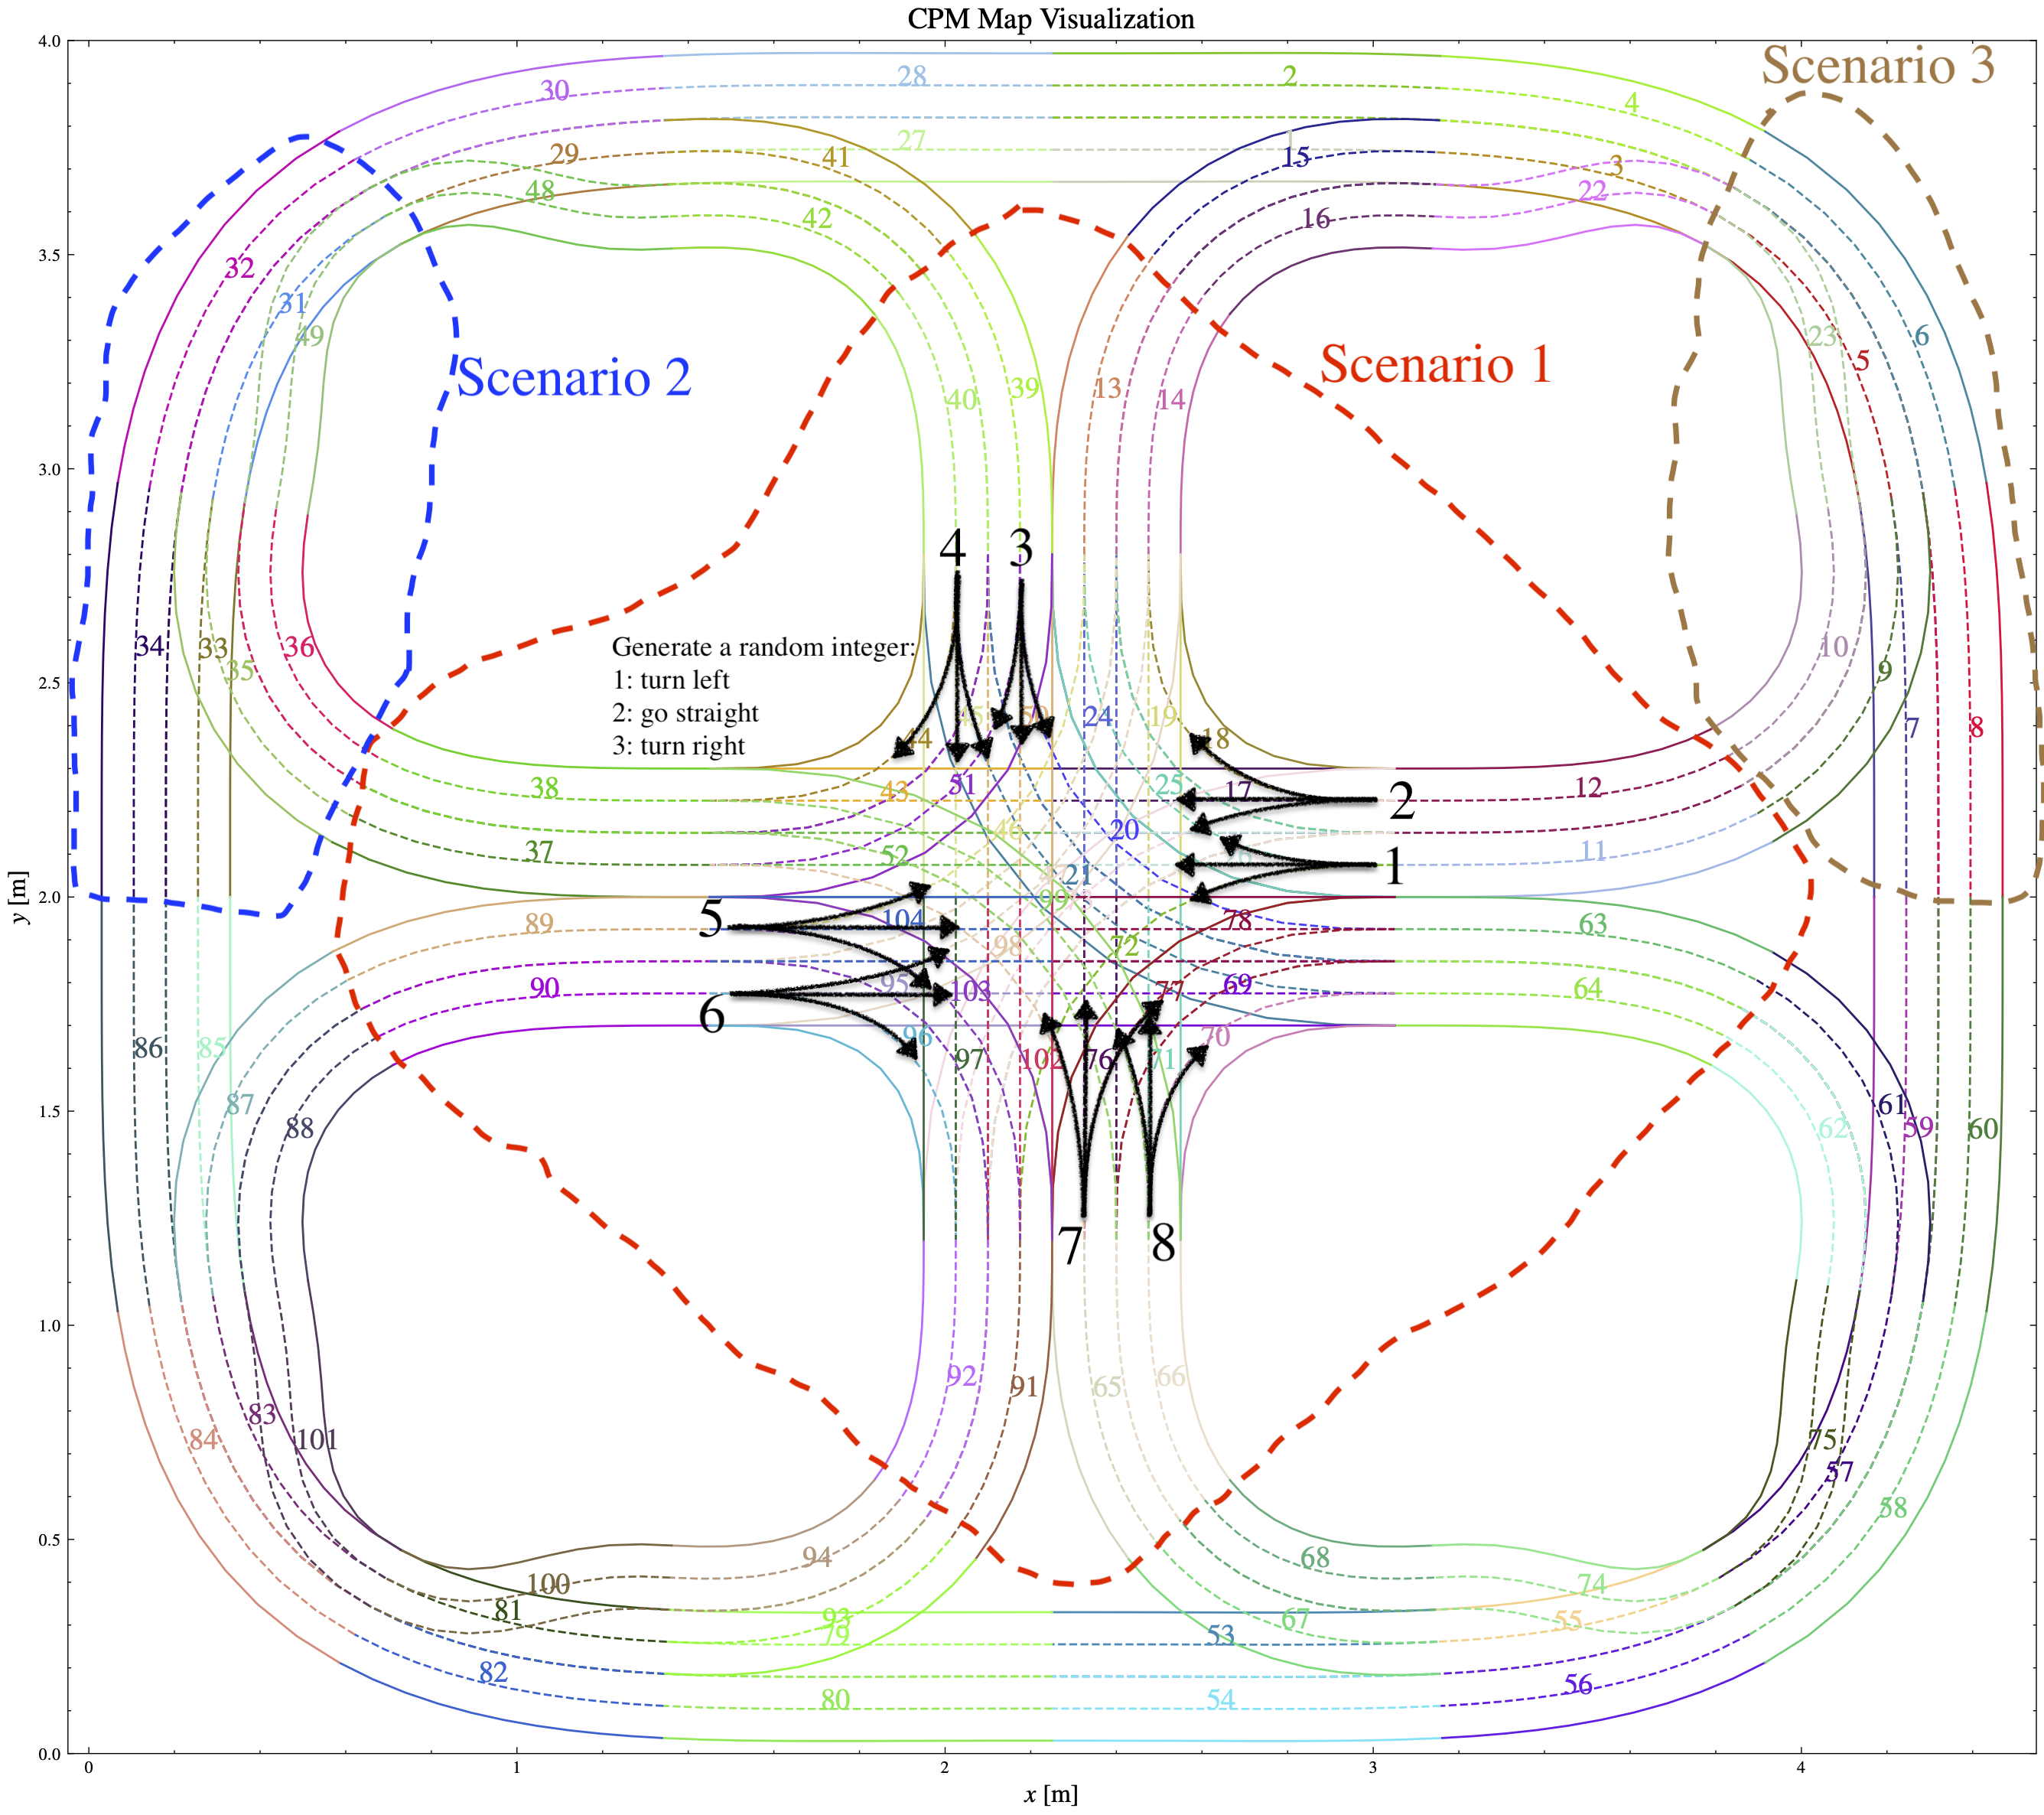 CPM Map Visualization
Scenario 3
Scenario 2
Scenario 1
Generate a random integer:
1: turn left
2: go straight
3: turn right
4 3
2
1
5
6
7 8
30 28 2 4
29 27 41 15 3
48 42 16 22
32 31 49 40 39 13 14 23 5 6
34 33 35 36 24 19 18 10 9 7 8
44 51 25 17 12
38 43 46 20 11
37 52 21
99
89 104 78 63
98 72
90 95 103 77 69 64
96 70
86 85 97 102 76 71
87 88 61 59 60 62
92 91 65 66
84 83 101 75 57 58
94 68
100 74
81 93 79 67 55
53
82 56
80 54
4.0
3.5
3.0
2.5
2.0
1.5
1.0
0.5
0.0
y [m]
0 1 2 3 4
x [m]